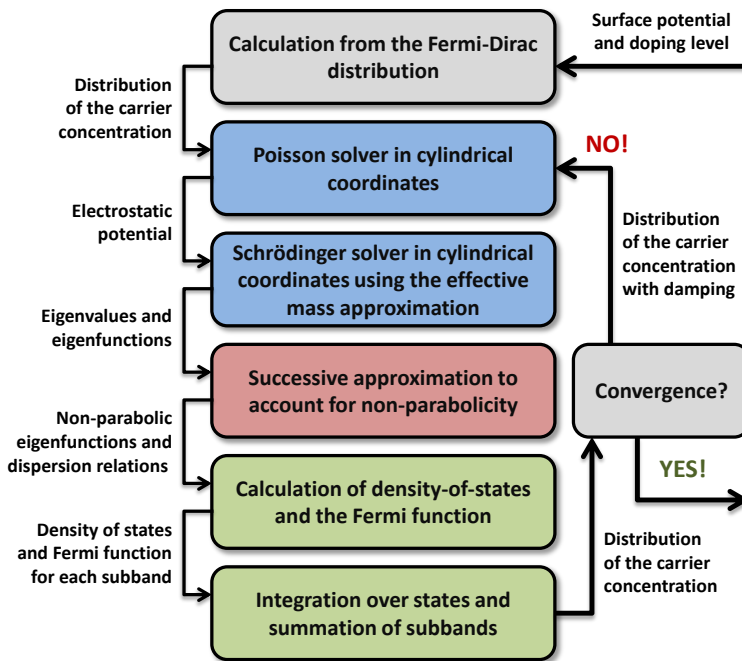 Surface potential
and doping level
Calculation from the Fermi-Dirac
distribution
Distribution
of the carrier
concentration
NO!
Poisson solver in cylindrical
coordinates
Electrostatic
potential
Distribution
of the carrier
concentration
with damping
Schrödinger solver in cylindrical
coordinates using the effective
mass approximation
Eigenvalues and
eigenfunctions
Successive approximation to
account for non-parabolicity
Convergence?
Non-parabolic
eigenfunctions and
dispersion relations
YES!
Calculation of density-of-states
and the Fermi function
Density of states
and Fermi function
for each subband
Distribution
of the carrier
concentration
Integration over states and
summation of subbands